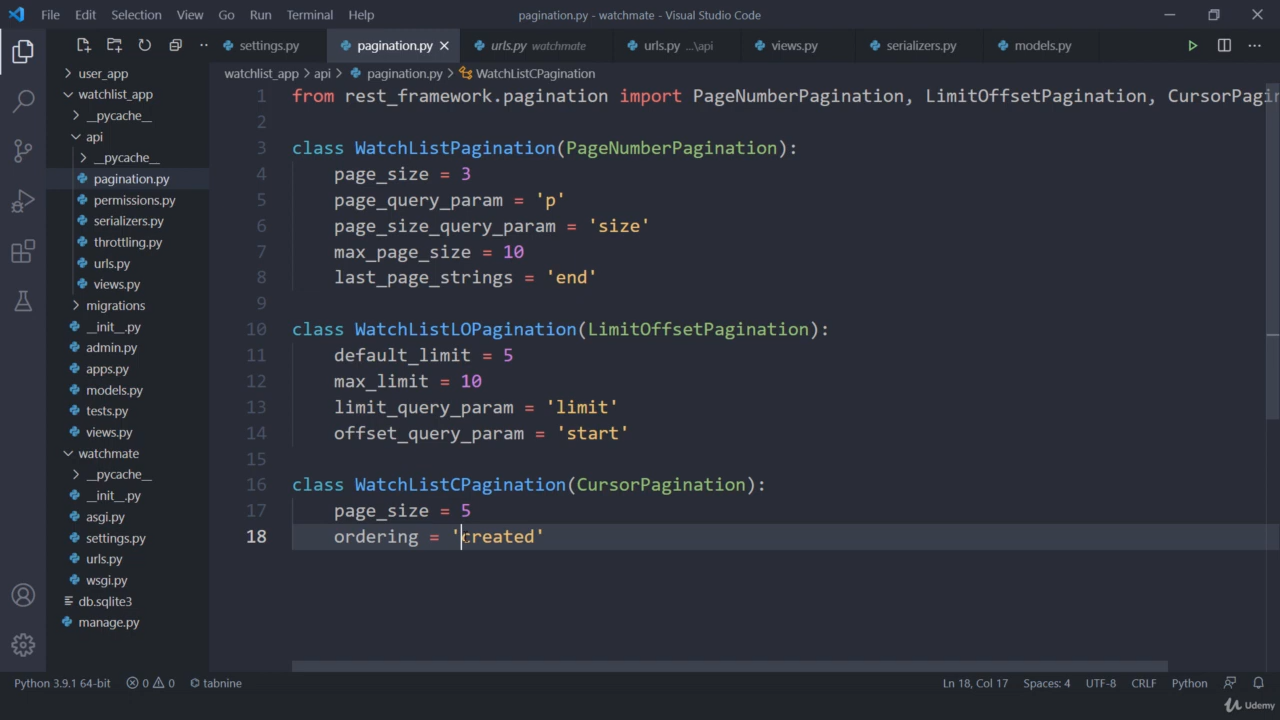 File Edit Selection View Go Run Terminal Help pagination.py - watchmate - Visual Studio Code
settings.py pagination.py urls.py watchmate urls.py ...\api views.py serializers.py models.py
watchlist_app > api > pagination.py > WatchListCPagination
user_app
watchlist_app
__pycache__
api
__pycache__
pagination.py
permissions.py
serializers.py
throttling.py
urls.py
views.py
migrations
__init__.py
admin.py
apps.py
models.py
tests.py
views.py
watchmate
__pycache__
__init__.py
asgi.py
settings.py
urls.py
wsgi.py
db.sqlite3
manage.py
1 from rest_framework.pagination import PageNumberPagination, LimitOffsetPagination, CursorPagin
2
3 class WatchListPagination(PageNumberPagination):
4 page_size = 3
5 page_query_param = 'p'
6 page_size_query_param = 'size'
7 max_page_size = 10
8 last_page_strings = 'end'
9
10 class WatchListLOPagination(LimitOffsetPagination):
11 default_limit = 5
12 max_limit = 10
13 limit_query_param = 'limit'
14 offset_query_param = 'start'
15
16 class WatchListCPagination(CursorPagination):
17 page_size = 5
18 ordering = 'created'
Python 3.9.1 64-bit 0 0 tabnine Ln 18, Col 17 Spaces: 4 UTF-8 CRLF Python
Udemy